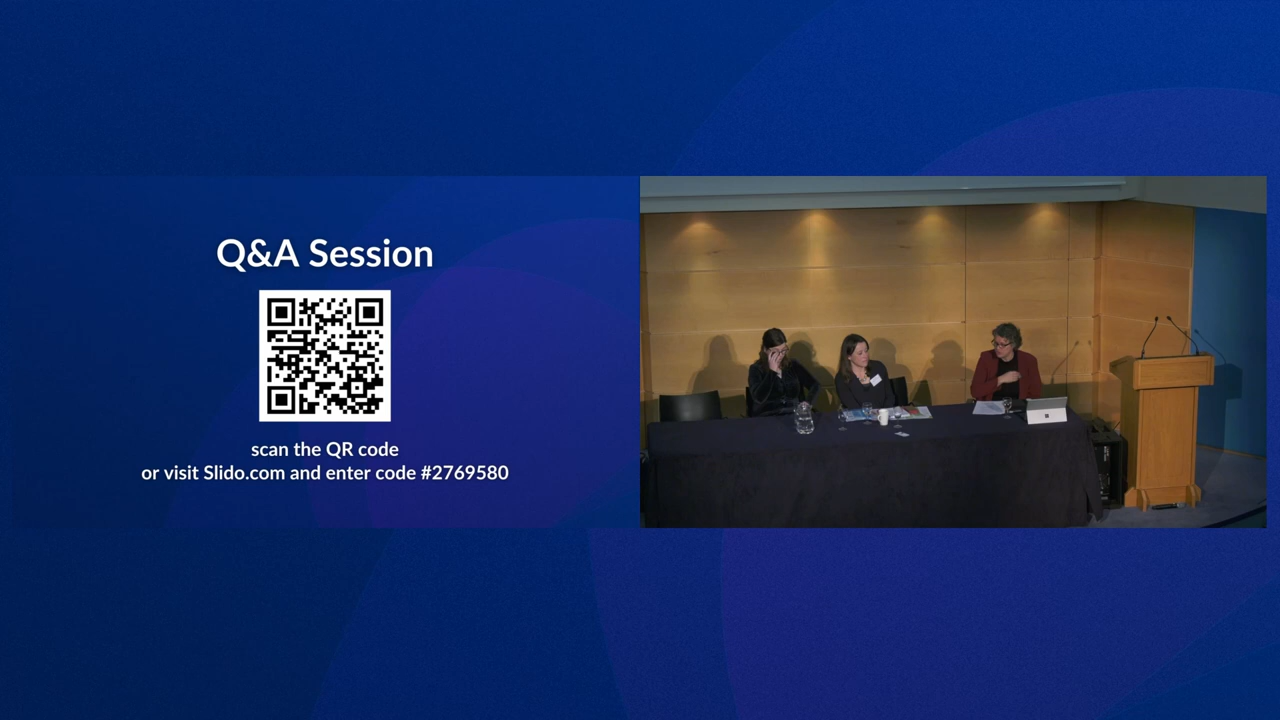 Q&A Session
scan the QR code
or visit Slido.com and enter code #2769580